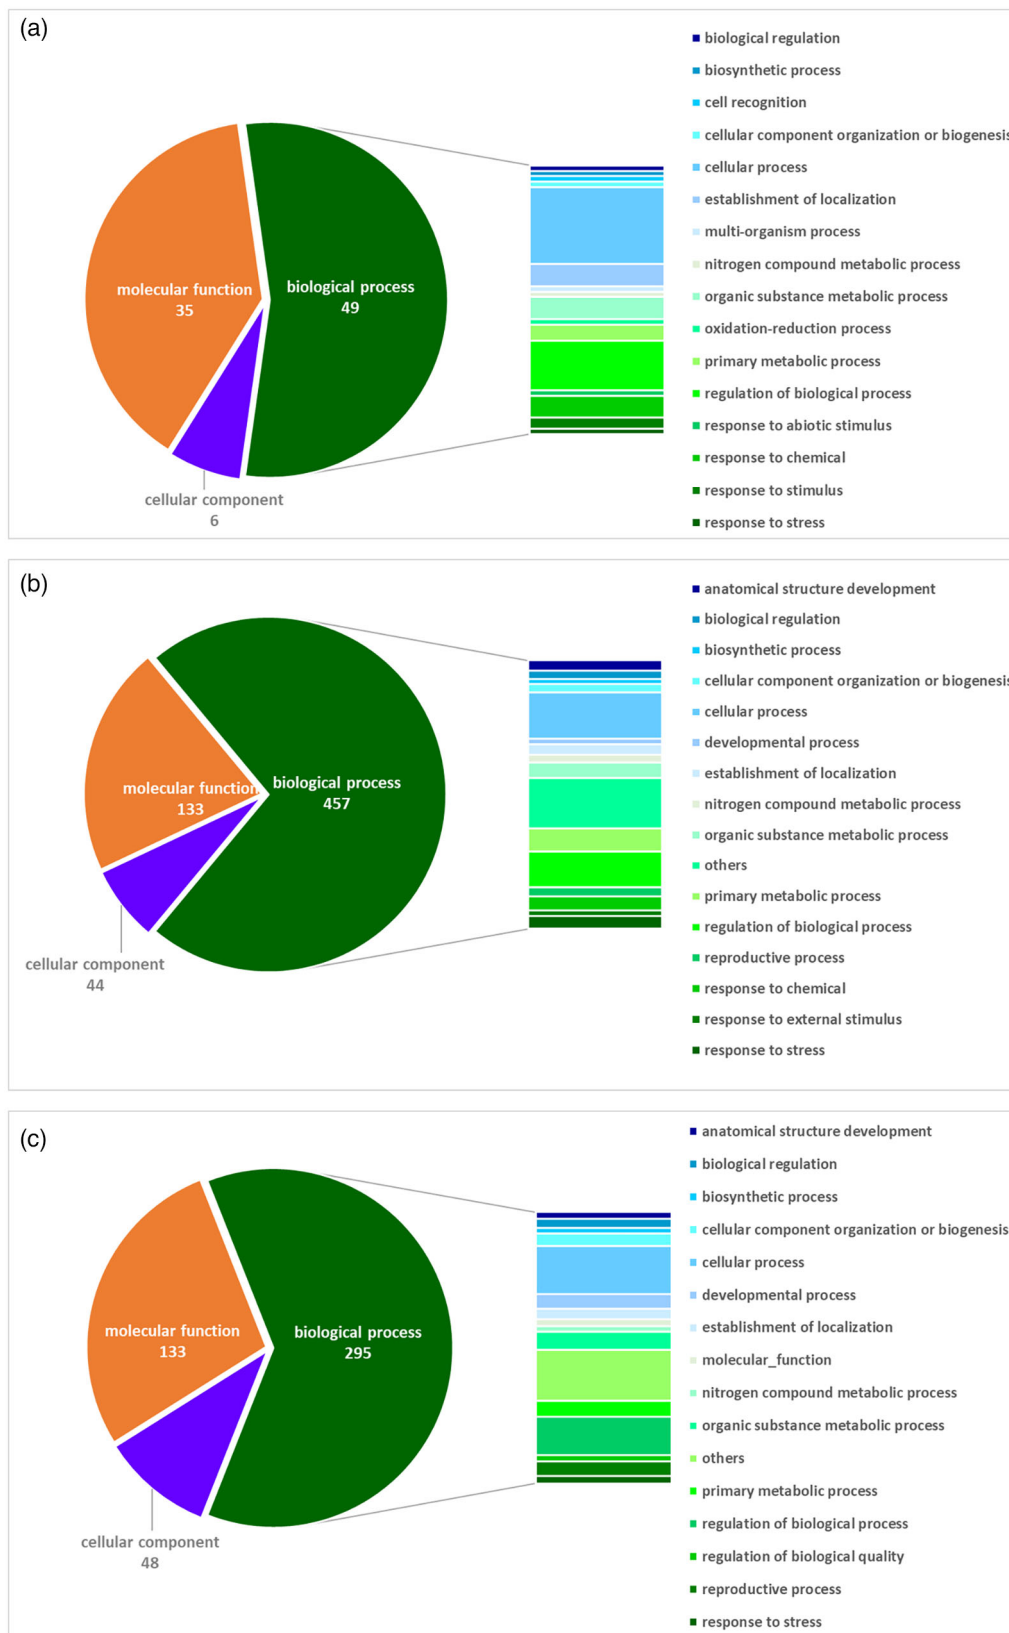 (a)
molecular function
35
biological process
49
cellular component
6
biological regulation
biosynthetic process
cell recognition
cellular component organization or biogenesis
cellular process
establishment of localization
multi-organism process
nitrogen compound metabolic process
organic substance metabolic process
oxidation-reduction process
primary metabolic process
regulation of biological process
response to abiotic stimulus
response to chemical
response to stimulus
response to stress
(b)
molecular function
133
biological process
457
cellular component
44
anatomical structure development
biological regulation
biosynthetic process
cellular component organization or biogenesis
cellular process
developmental process
establishment of localization
nitrogen compound metabolic process
organic substance metabolic process
others
primary metabolic process
regulation of biological process
reproductive process
response to chemical
response to external stimulus
response to stress
(c)
molecular function
133
biological process
295
cellular component
48
anatomical structure development
biological regulation
biosynthetic process
cellular component organization or biogenesis
cellular process
developmental process
establishment of localization
molecular_function
nitrogen compound metabolic process
organic substance metabolic process
others
primary metabolic process
regulation of biological process
regulation of biological quality
reproductive process
response to stress